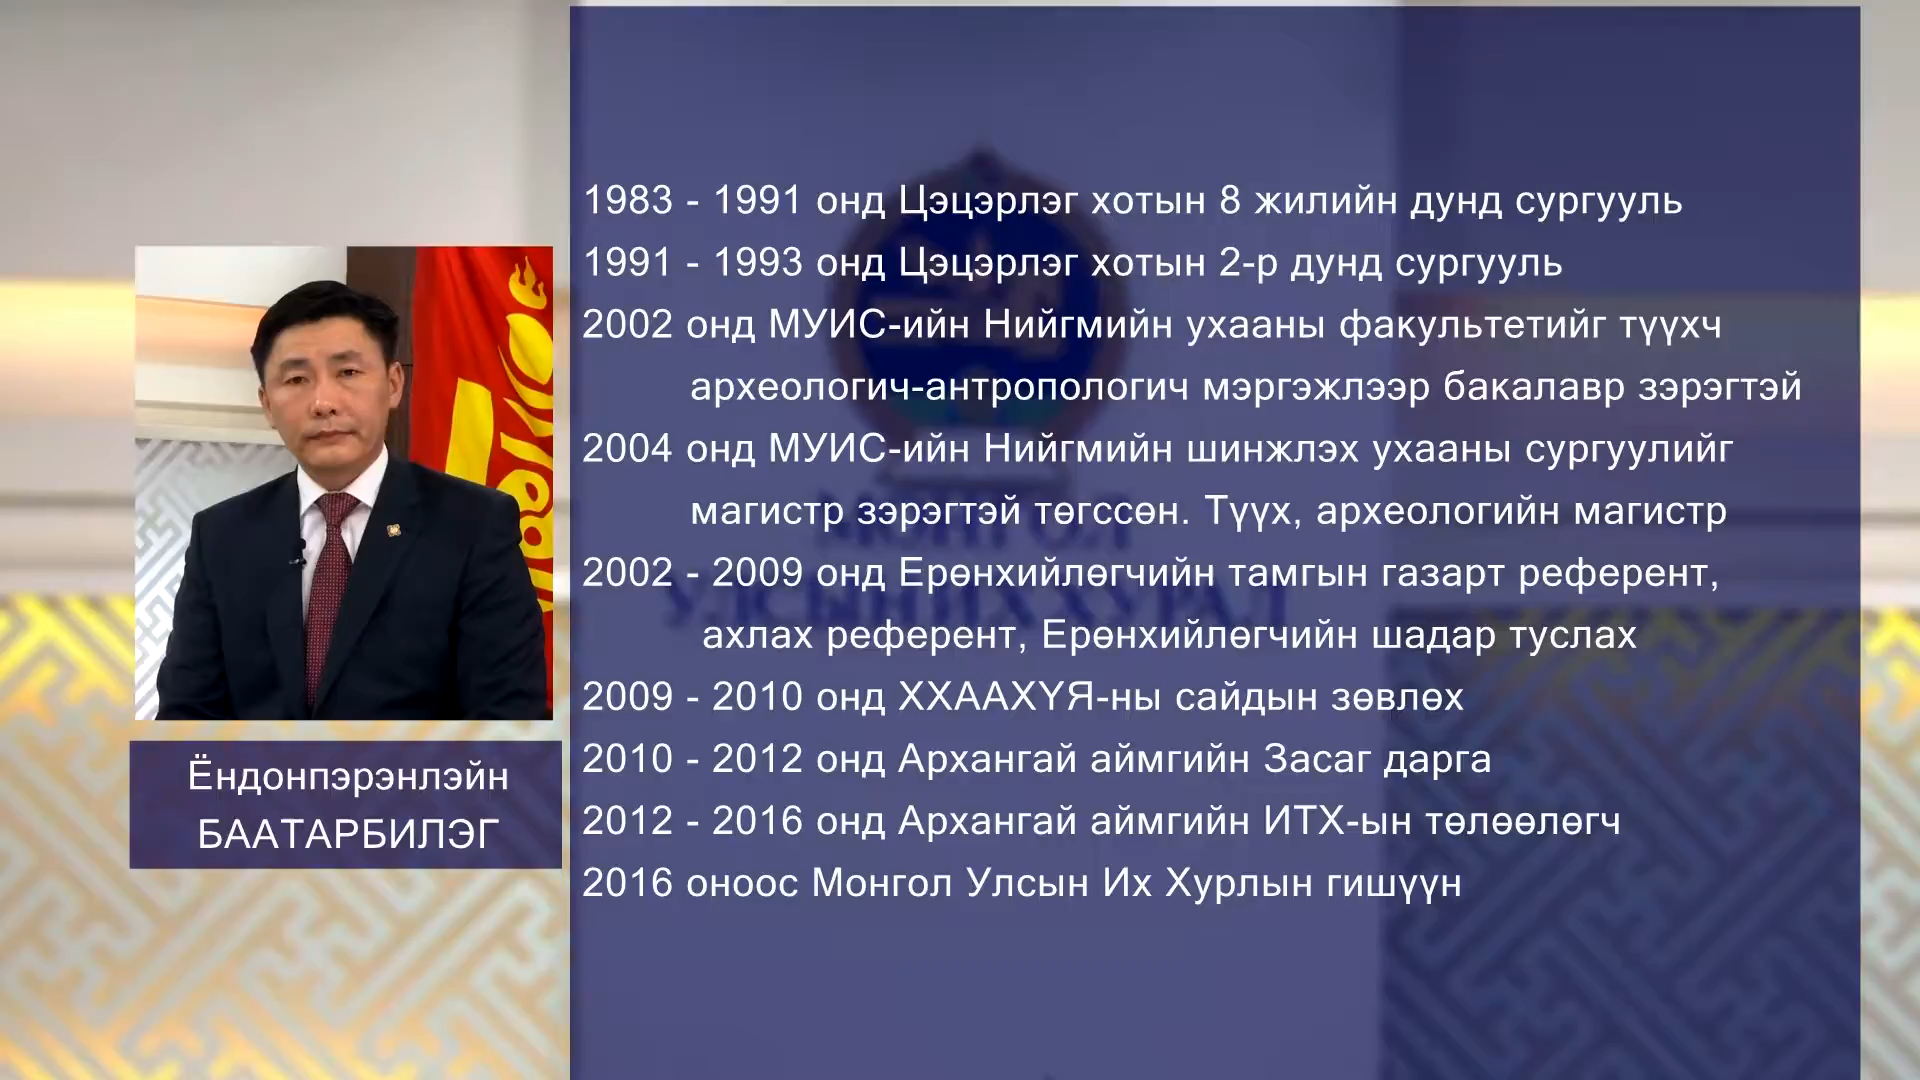 1983 - 1991 онд Цэцэрлэг хотын 8 жилийн дунд сургууль
1991 - 1993 онд Цэцэрлэг хотын 2-р дунд сургууль
2002 онд МУИС-ийн Нийгмийн ухааны факультетийг түүхч
археологич-антропологич мэргэжлээр бакалавр зэрэгтэй
2004 онд МУИС-ийн Нийгмийн шинжлэх ухааны сургуулийг
магистр зэрэгтэй төгссөн. Түүх, археологийн магистр
2002 - 2009 онд Ерөнхийлөгчийн тамгын газарт референт,
ахлах референт, Ерөнхийлөгчийн шадар туслах
2009 - 2010 онд ХХААХҮЯ-ны сайдын зөвлөх
2010 - 2012 онд Архангай аймгийн Засаг дарга
2012 - 2016 онд Архангай аймгийн ИТХ-ын төлөөлөгч
2016 оноос Монгол Улсын Их Хурлын гишүүн
Ёндонпэрэнлэйн
БААТАРБИЛЭГ
МОНГОЛ
УЛСЫН ИХ ХУРАЛ